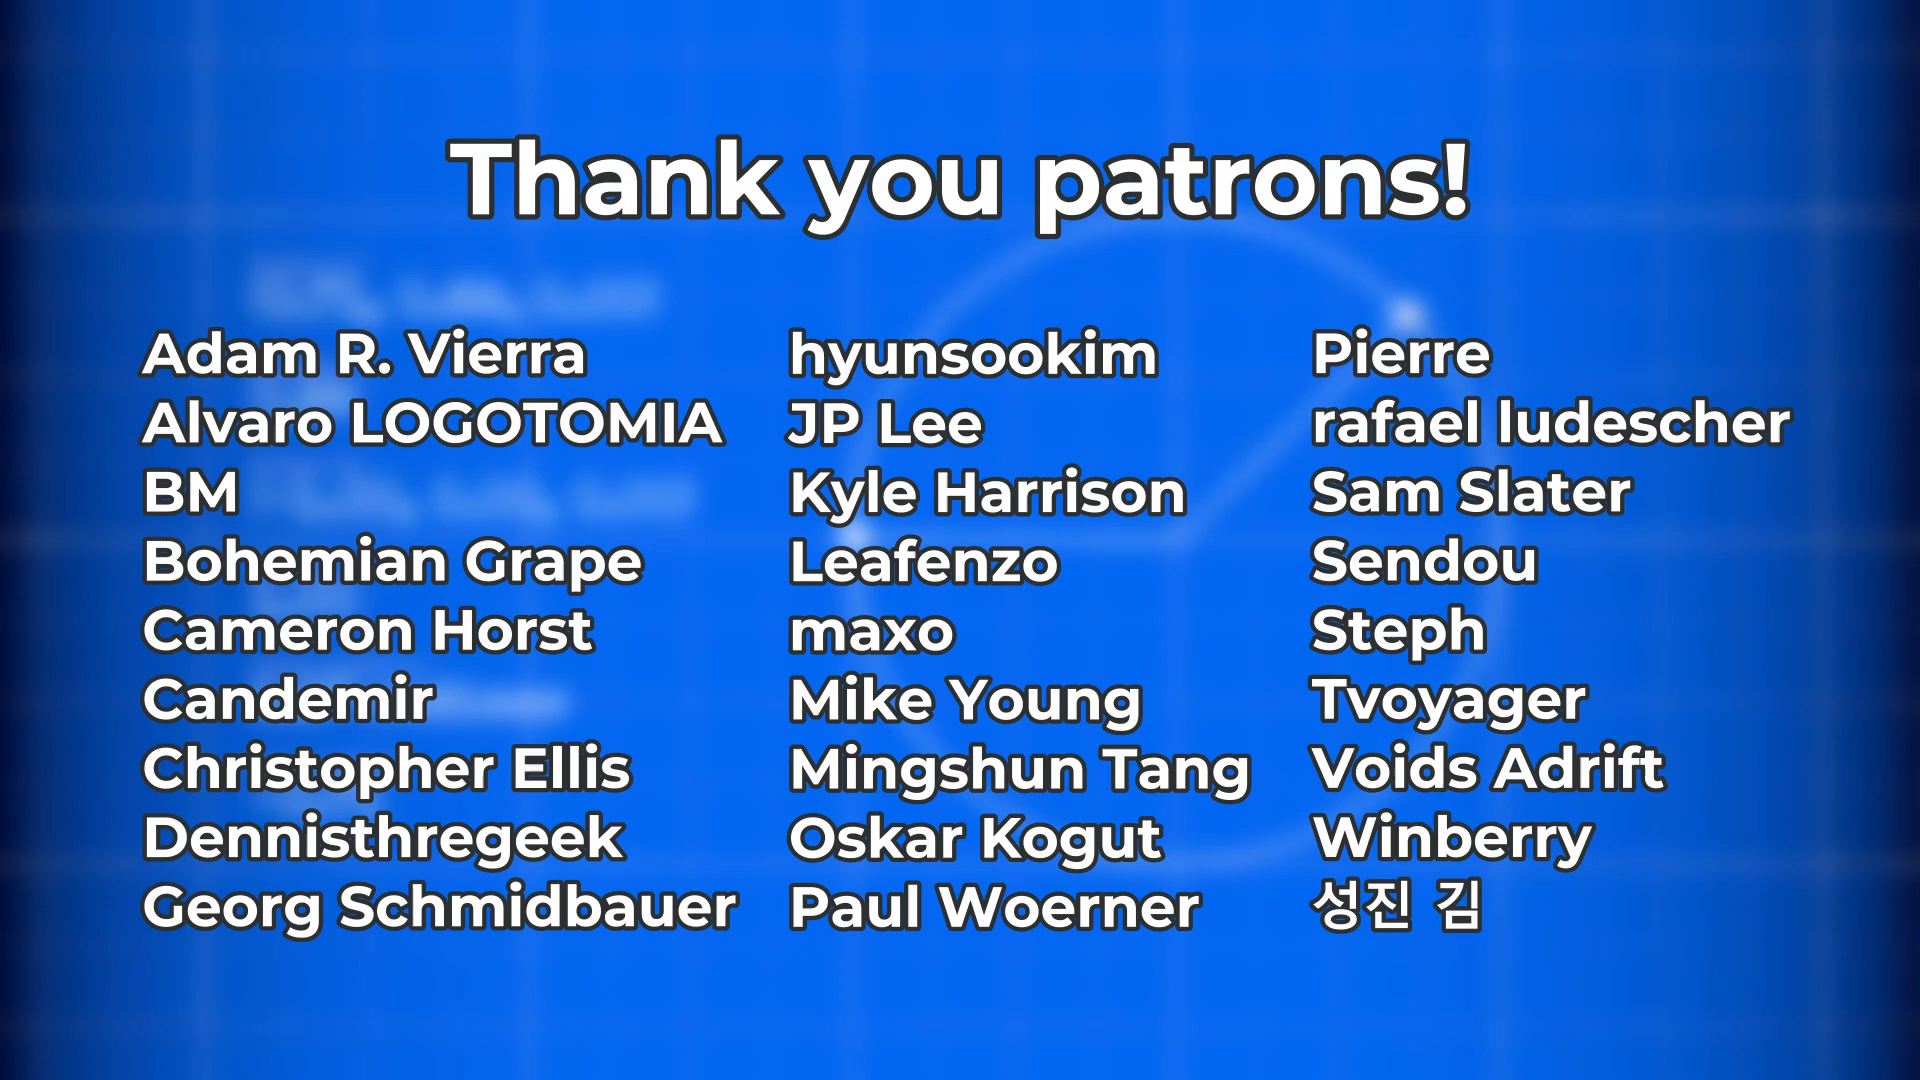 Thank you patrons!
Adam R. Vierra
Alvaro LOGOTOMIA
BM
Bohemian Grape
Cameron Horst
Candemir
Christopher Ellis
Dennisthregeek
Georg Schmidbauer
hyunsookim
JP Lee
Kyle Harrison
Leafenzo
maxo
Mike Young
Mingshun Tang
Oskar Kogut
Paul Woerner
Pierre
rafael ludescher
Sam Slater
Sendou
Steph
Tvoyager
Voids Adrift
Winberry
성진 김